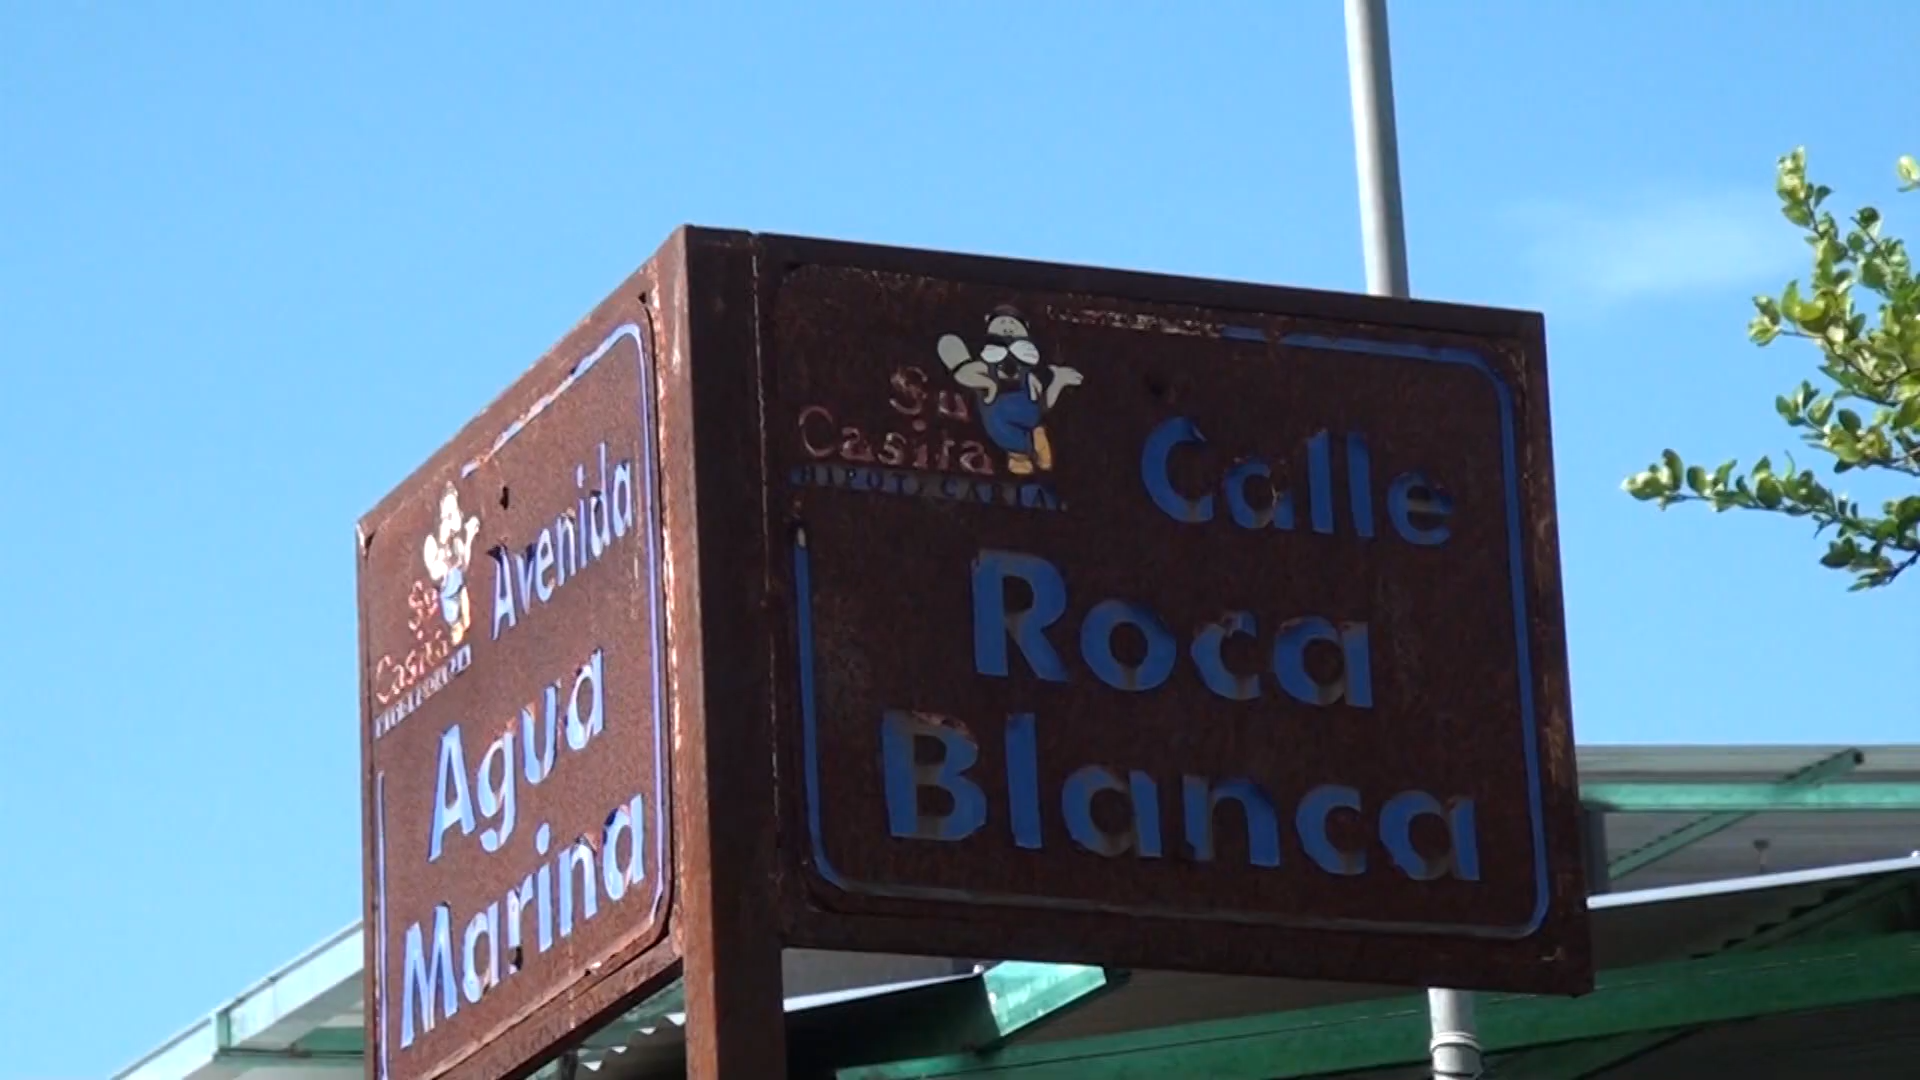 Su
Casita
HIPOTECARIA
Avenida
Agua
Marina
Su
Casita
HIPOTECARIA.
Calle
Roca
Blanca